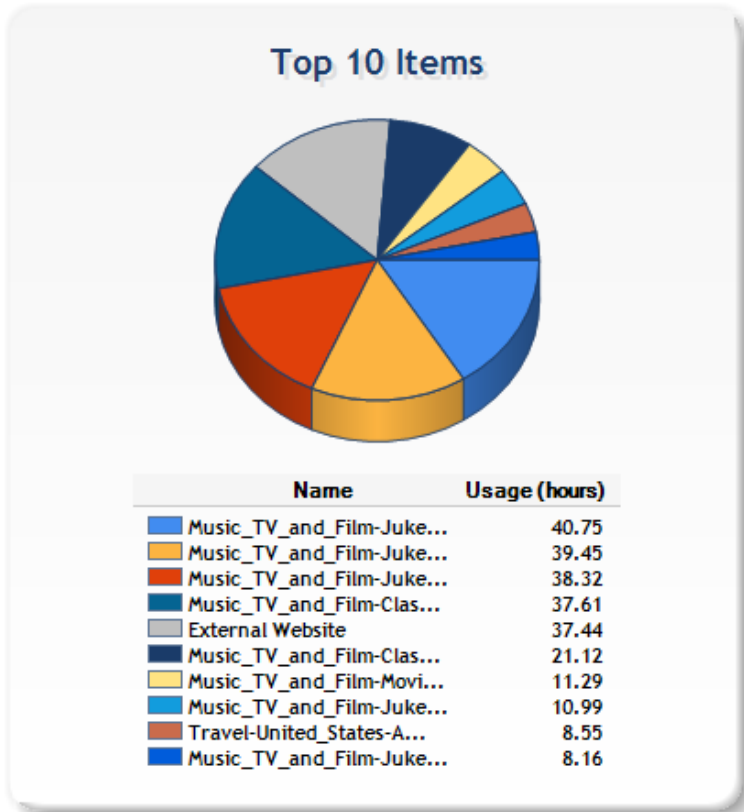 Top 10 Items
Name Usage (hours)
Music_TV_and_Film-Juke... 40.75
Music_TV_and_Film-Juke... 39.45
Music_TV_and_Film-Juke... 38.32
Music_TV_and_Film-Clas... 37.61
External Website 37.44
Music_TV_and_Film-Clas... 21.12
Music_TV_and_Film-Movi... 11.29
Music_TV_and_Film-Juke... 10.99
Travel-United_States-A... 8.55
Music_TV_and_Film-Juke... 8.16